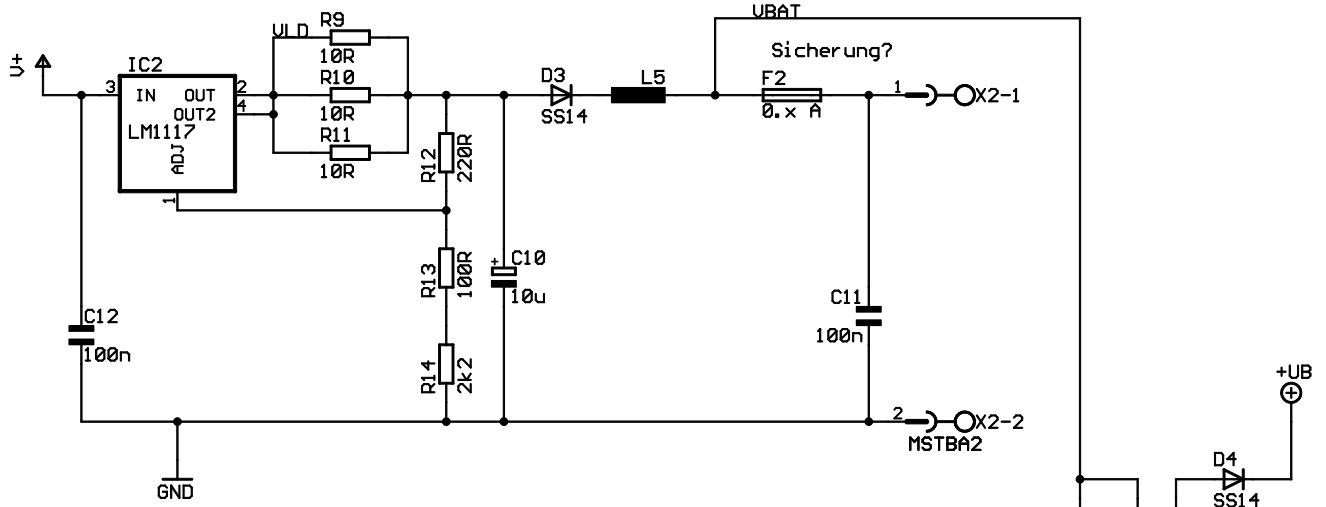 V+
IC2
3
IN
OUT
2
OUT2
4
LM1117
ADJ
1
VLD
R9
10R
R10
10R
R11
10R
R12
220R
R13
100R
R14
2k2
C10
+
10u
C12
100n
GND
D3
SS14
L5
VBAT
Sicherung?
F2
0.x A
1
X2-1
C11
100n
2
X2-2
MSTBA2
+UB
D4
SS14